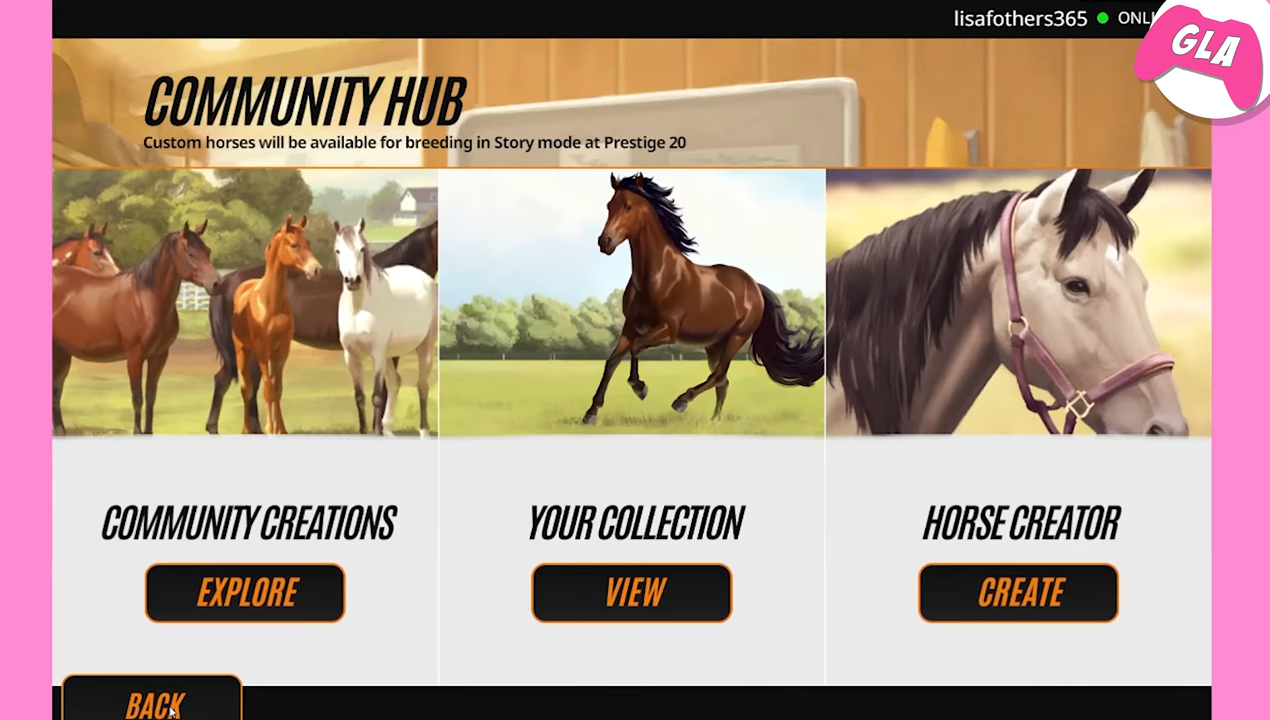 lisafothers365
GLA
COMMUNITY HUB
Custom horses will be available for breeding in Story mode at Prestige 20
COMMUNITY CREATIONS
EXPLORE
YOUR COLLECTION
VIEW
HORSE CREATOR
CREATE
BACK